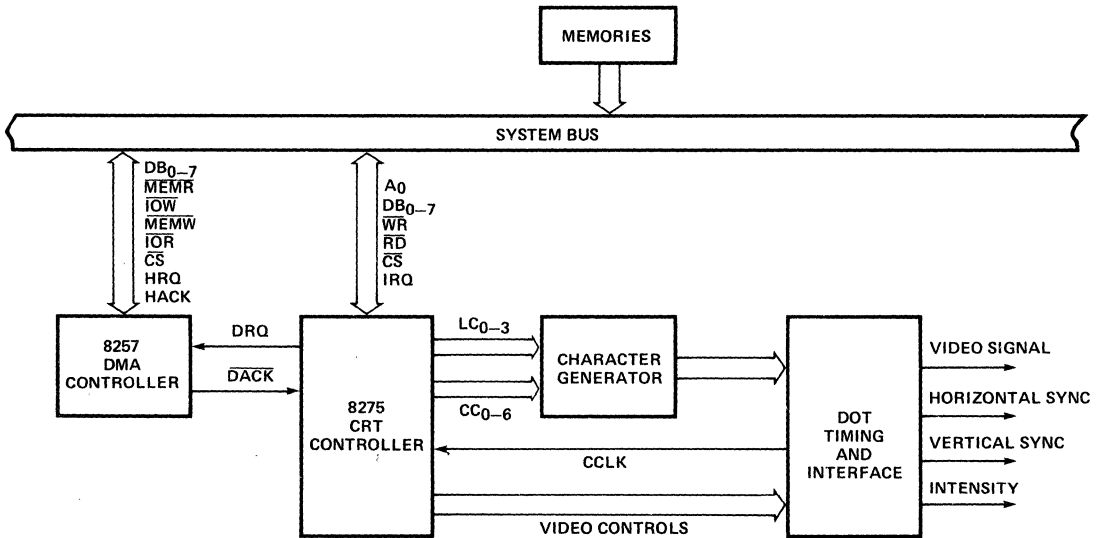 MEMORIES
SYSTEM BUS
DB0–7
MEMR
IOW
MEMW
IOR
CS
HRQ
HACK
A0
DB0–7
WR
RD
CS
IRQ
8257
DMA
CONTROLLER
DRQ
DACK
8275
CRT
CONTROLLER
LC0–3
CC0–6
CHARACTER
GENERATOR
CCLK
VIDEO CONTROLS
DOT
TIMING
AND
INTERFACE
VIDEO SIGNAL
HORIZONTAL SYNC
VERTICAL SYNC
INTENSITY